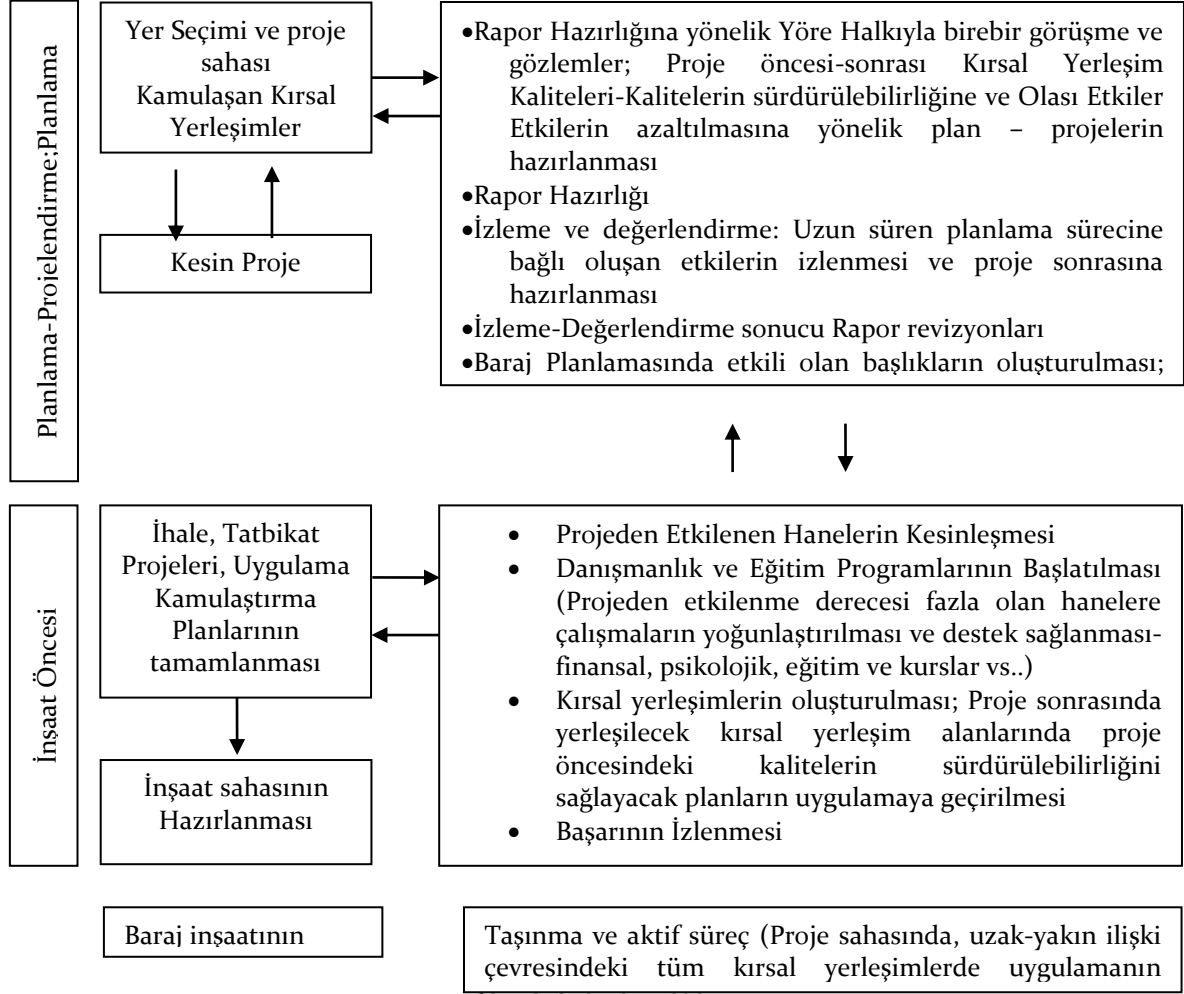 Planlama-Projelendirme;Planlama
Yer Seçimi ve proje
sahası
Kamulaşan Kırsal
Yerleşimler
Kesin Proje
•Rapor Hazırlığına yönelik Yöre Halkıyla birebir görüşme ve
gözlemler; Proje öncesi-sonrası Kırsal Yerleşim
Kaliteleri-Kalitelerin sürdürülebilirliğine ve Olası Etkiler
Etkilerin azaltılmasına yönelik plan – projelerin
hazırlanması
•Rapor Hazırlığı
•İzleme ve değerlendirme: Uzun süren planlama sürecine
bağlı oluşan etkilerin izlenmesi ve proje sonrasına
hazırlanması
•İzleme-Değerlendirme sonucu Rapor revizyonları
•Baraj Planlamasında etkili olan başlıkların oluşturulması;
İnşaat Öncesi
İhale, Tatbikat
Projeleri, Uygulama
Kamulaştırma
Planlarının
tamamlanması
İnşaat sahasının
Hazırlanması
• Projeden Etkilenen Hanelerin Kesinleşmesi
• Danışmanlık ve Eğitim Programlarının Başlatılması
(Projeden etkilenme derecesi fazla olan hanelere
çalışmaların yoğunlaştırılması ve destek sağlanması-
finansal, psikolojik, eğitim ve kurslar vs..)
• Kırsal yerleşimlerin oluşturulması; Proje sonrasında
yerleşilecek kırsal yerleşim alanlarında proje
öncesindeki kalitelerin sürdürülebilirliğini
sağlayacak planların uygulamaya geçirilmesi
• Başarının İzlenmesi
Baraj inşaatının
Taşınma ve aktif süreç (Proje sahasında, uzak-yakın ilişki
çevresindeki tüm kırsal yerleşimlerde uygulamanın